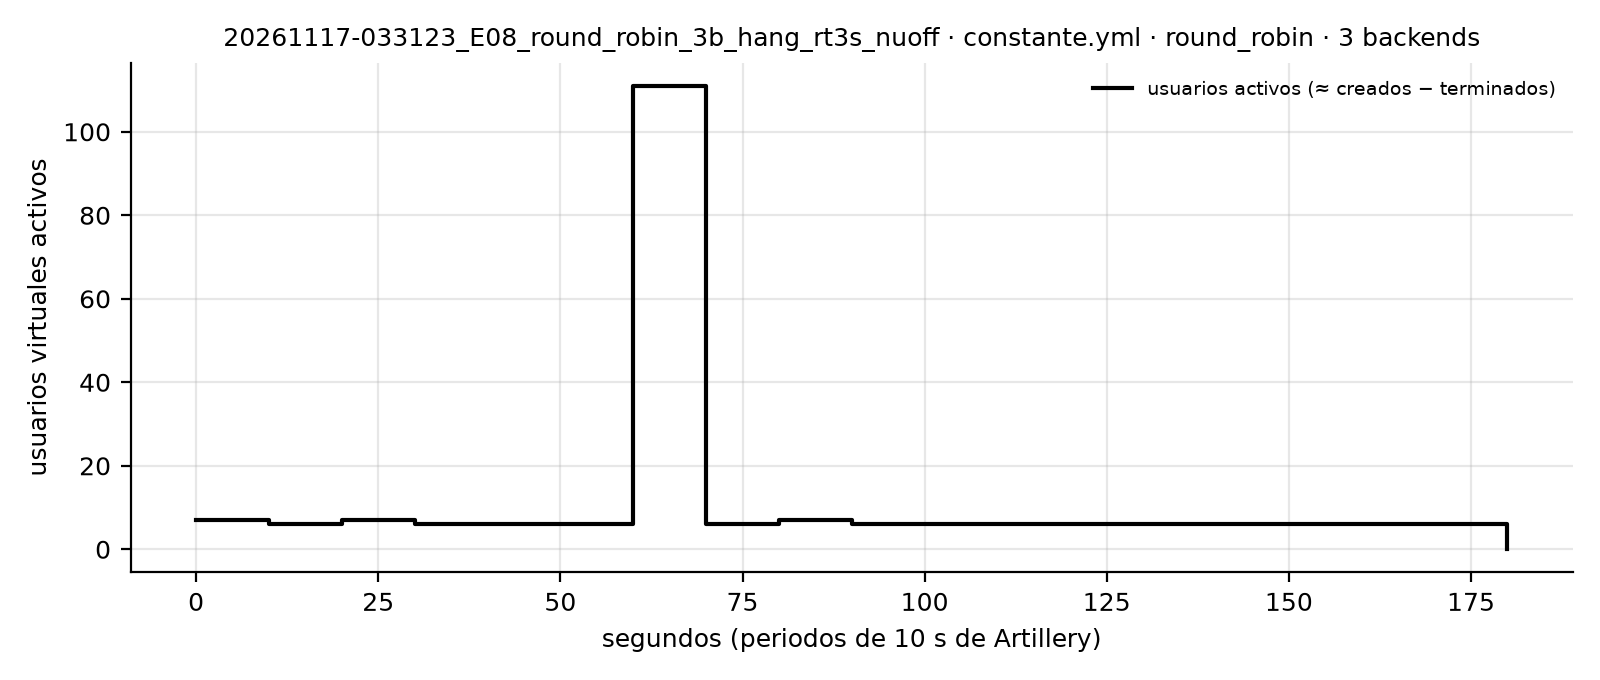 20261117-033123_E08_round_robin_3b_hang_rt3s_nuoff · constante.yml · round_robin · 3 backends
usuarios activos (≈ creados − terminados)
usuarios virtuales activos
100
80
60
40
20
0
0 25 50 75 100 125 150 175
segundos (periodos de 10 s de Artillery)